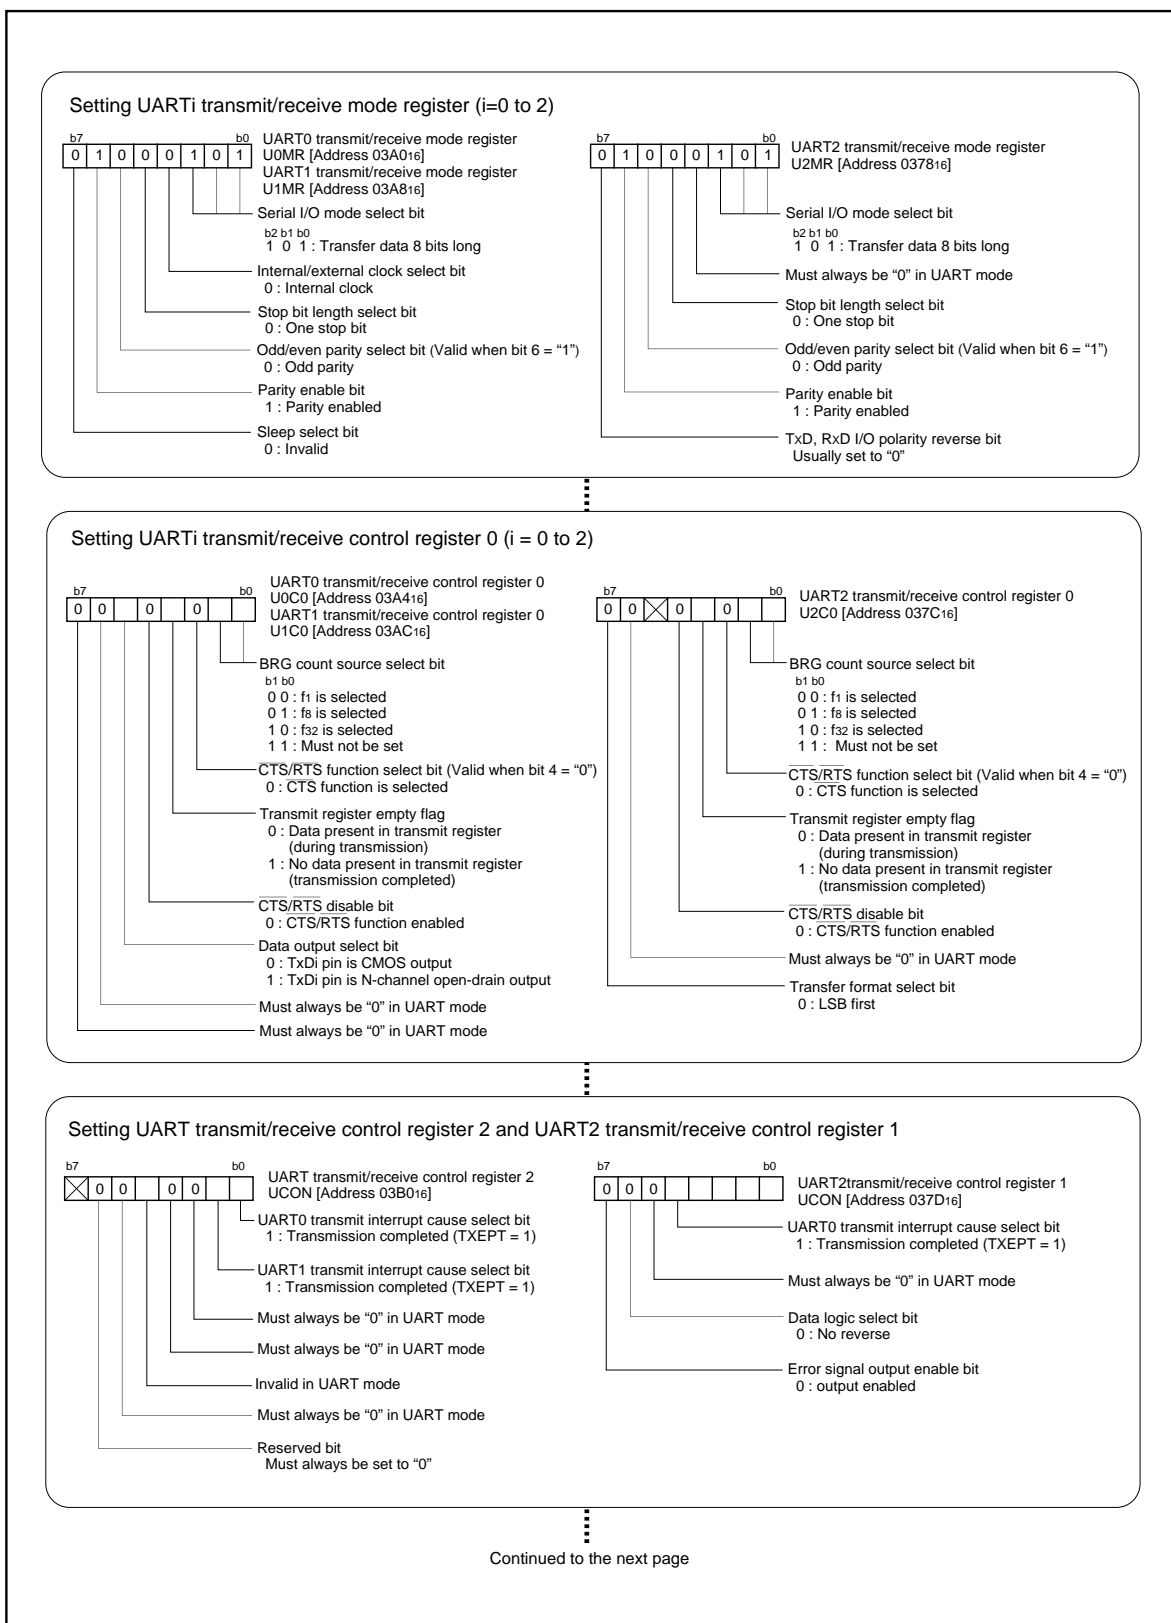 Setting UARTi transmit/receive mode register (i=0 to 2)
b7 b0
0 1 0 0 0 1 0 1
UART0 transmit/receive mode register
U0MR [Address 03A016]
UART1 transmit/receive mode register
U1MR [Address 03A816]
Serial I/O mode select bit
b2 b1 b0
1 0 1 : Transfer data 8 bits long
Internal/external clock select bit
0 : Internal clock
Stop bit length select bit
0 : One stop bit
Odd/even parity select bit (Valid when bit 6 = “1”)
0 : Odd parity
Parity enable bit
1 : Parity enabled
Sleep select bit
0 : Invalid
b7 b0
0 1 0 0 0 1 0 1
UART2 transmit/receive mode register
U2MR [Address 037816]
Serial I/O mode select bit
b2 b1 b0
1 0 1 : Transfer data 8 bits long
Must always be “0” in UART mode
Stop bit length select bit
0 : One stop bit
Odd/even parity select bit (Valid when bit 6 = “1”)
0 : Odd parity
Parity enable bit
1 : Parity enabled
TxD, RxD I/O polarity reverse bit
Usually set to “0”
Setting UARTi transmit/receive control register 0 (i = 0 to 2)
b7 b0
0 0 0 0
UART0 transmit/receive control register 0
U0C0 [Address 03A416]
UART1 transmit/receive control register 0
U1C0 [Address 03AC16]
BRG count source select bit
b1 b0
0 0 : f1 is selected
0 1 : f8 is selected
1 0 : f32 is selected
1 1 : Must not be set
CTS/RTS function select bit (Valid when bit 4 = “0”)
0 : CTS function is selected
Transmit register empty flag
0 : Data present in transmit register
(during transmission)
1 : No data present in transmit register
(transmission completed)
CTS/RTS disable bit
0 : CTS/RTS function enabled
Data output select bit
0 : TxDi pin is CMOS output
1 : TxDi pin is N-channel open-drain output
Must always be “0” in UART mode
Must always be “0” in UART mode
b7 b0
0 0 0 0
UART2 transmit/receive control register 0
U2C0 [Address 037C16]
BRG count source select bit
b1 b0
0 0 : f1 is selected
0 1 : f8 is selected
1 0 : f32 is selected
1 1 : Must not be set
CTS/RTS function select bit (Valid when bit 4 = “0”)
0 : CTS function is selected
Transmit register empty flag
0 : Data present in transmit register
(during transmission)
1 : No data present in transmit register
(transmission completed)
CTS/RTS disable bit
0 : CTS/RTS function enabled
Must always be “0” in UART mode
Transfer format select bit
0 : LSB first
Setting UART transmit/receive control register 2 and UART2 transmit/receive control register 1
b7 b0
0 0 0 0
UART transmit/receive control register 2
UCON [Address 03B016]
UART0 transmit interrupt cause select bit
1 : Transmission completed (TXEPT = 1)
UART1 transmit interrupt cause select bit
1 : Transmission completed (TXEPT = 1)
Must always be “0” in UART mode
Must always be “0” in UART mode
Invalid in UART mode
Must always be “0” in UART mode
Reserved bit
Must always be set to “0”
b7 b0
0 0 0
UART2transmit/receive control register 1
UCON [Address 037D16]
UART0 transmit interrupt cause select bit
1 : Transmission completed (TXEPT = 1)
Must always be “0” in UART mode
Data logic select bit
0 : No reverse
Error signal output enable bit
0 : output enabled
Continued to the next page